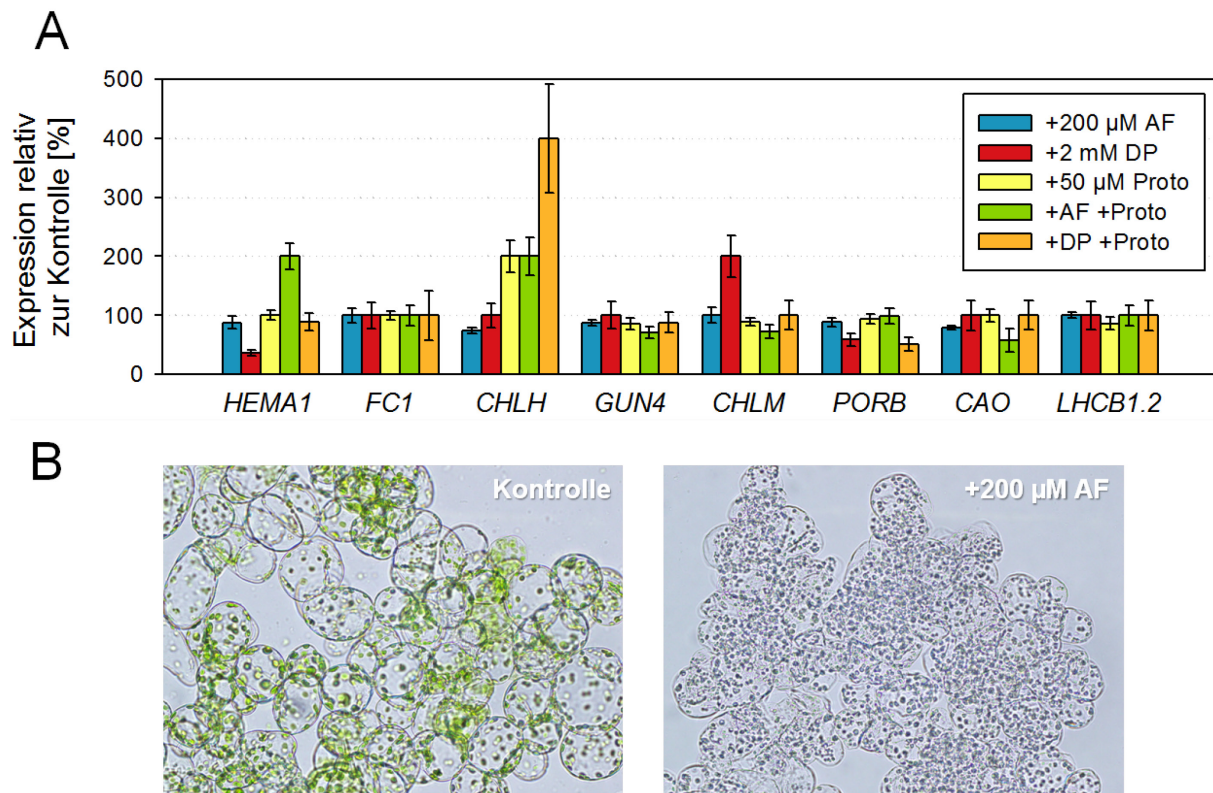 A
Expression relativ
zur Kontrolle [%]
500
400
300
200
100
0
+200 µM AF
+2 mM DP
+50 µM Proto
+AF +Proto
+DP +Proto
HEMA1 FC1 CHLH GUN4 CHLM PORB CAO LHCB1.2
B
Kontrolle
+200 µM AF